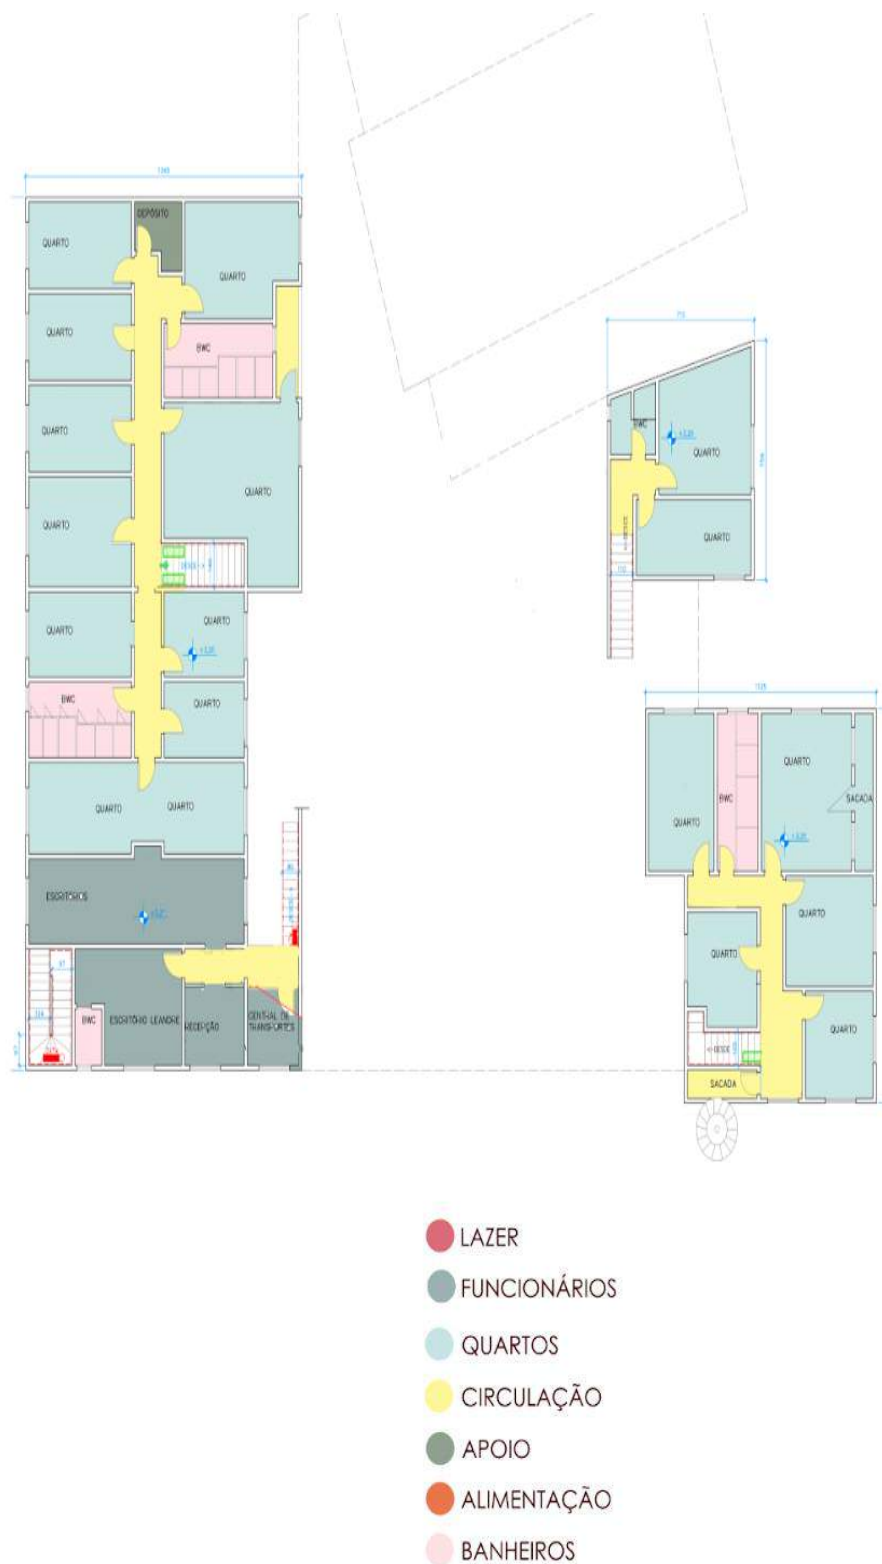 DEPÓSITO
QUARTO
QUARTO
QUARTO
BWC
QUARTO
QUARTO
QUARTO
DESCE
QUARTO
QUARTO
QUARTO
BWC
QUARTO
QUARTO
QUARTO
ESCRITÓRIOS
BWC
ESCRITÓRIO LEANDRE
RECEPÇÃO
CENTRAL DE
TRANSPORTES
BWC
QUARTO
QUARTO
QUARTO
BWC
QUARTO
SACADA
QUARTO
QUARTO
QUARTO
DESCE
SACADA
LAZER
FUNCIONÁRIOS
QUARTOS
CIRCULAÇÃO
APOIO
ALIMENTAÇÃO
BANHEIROS